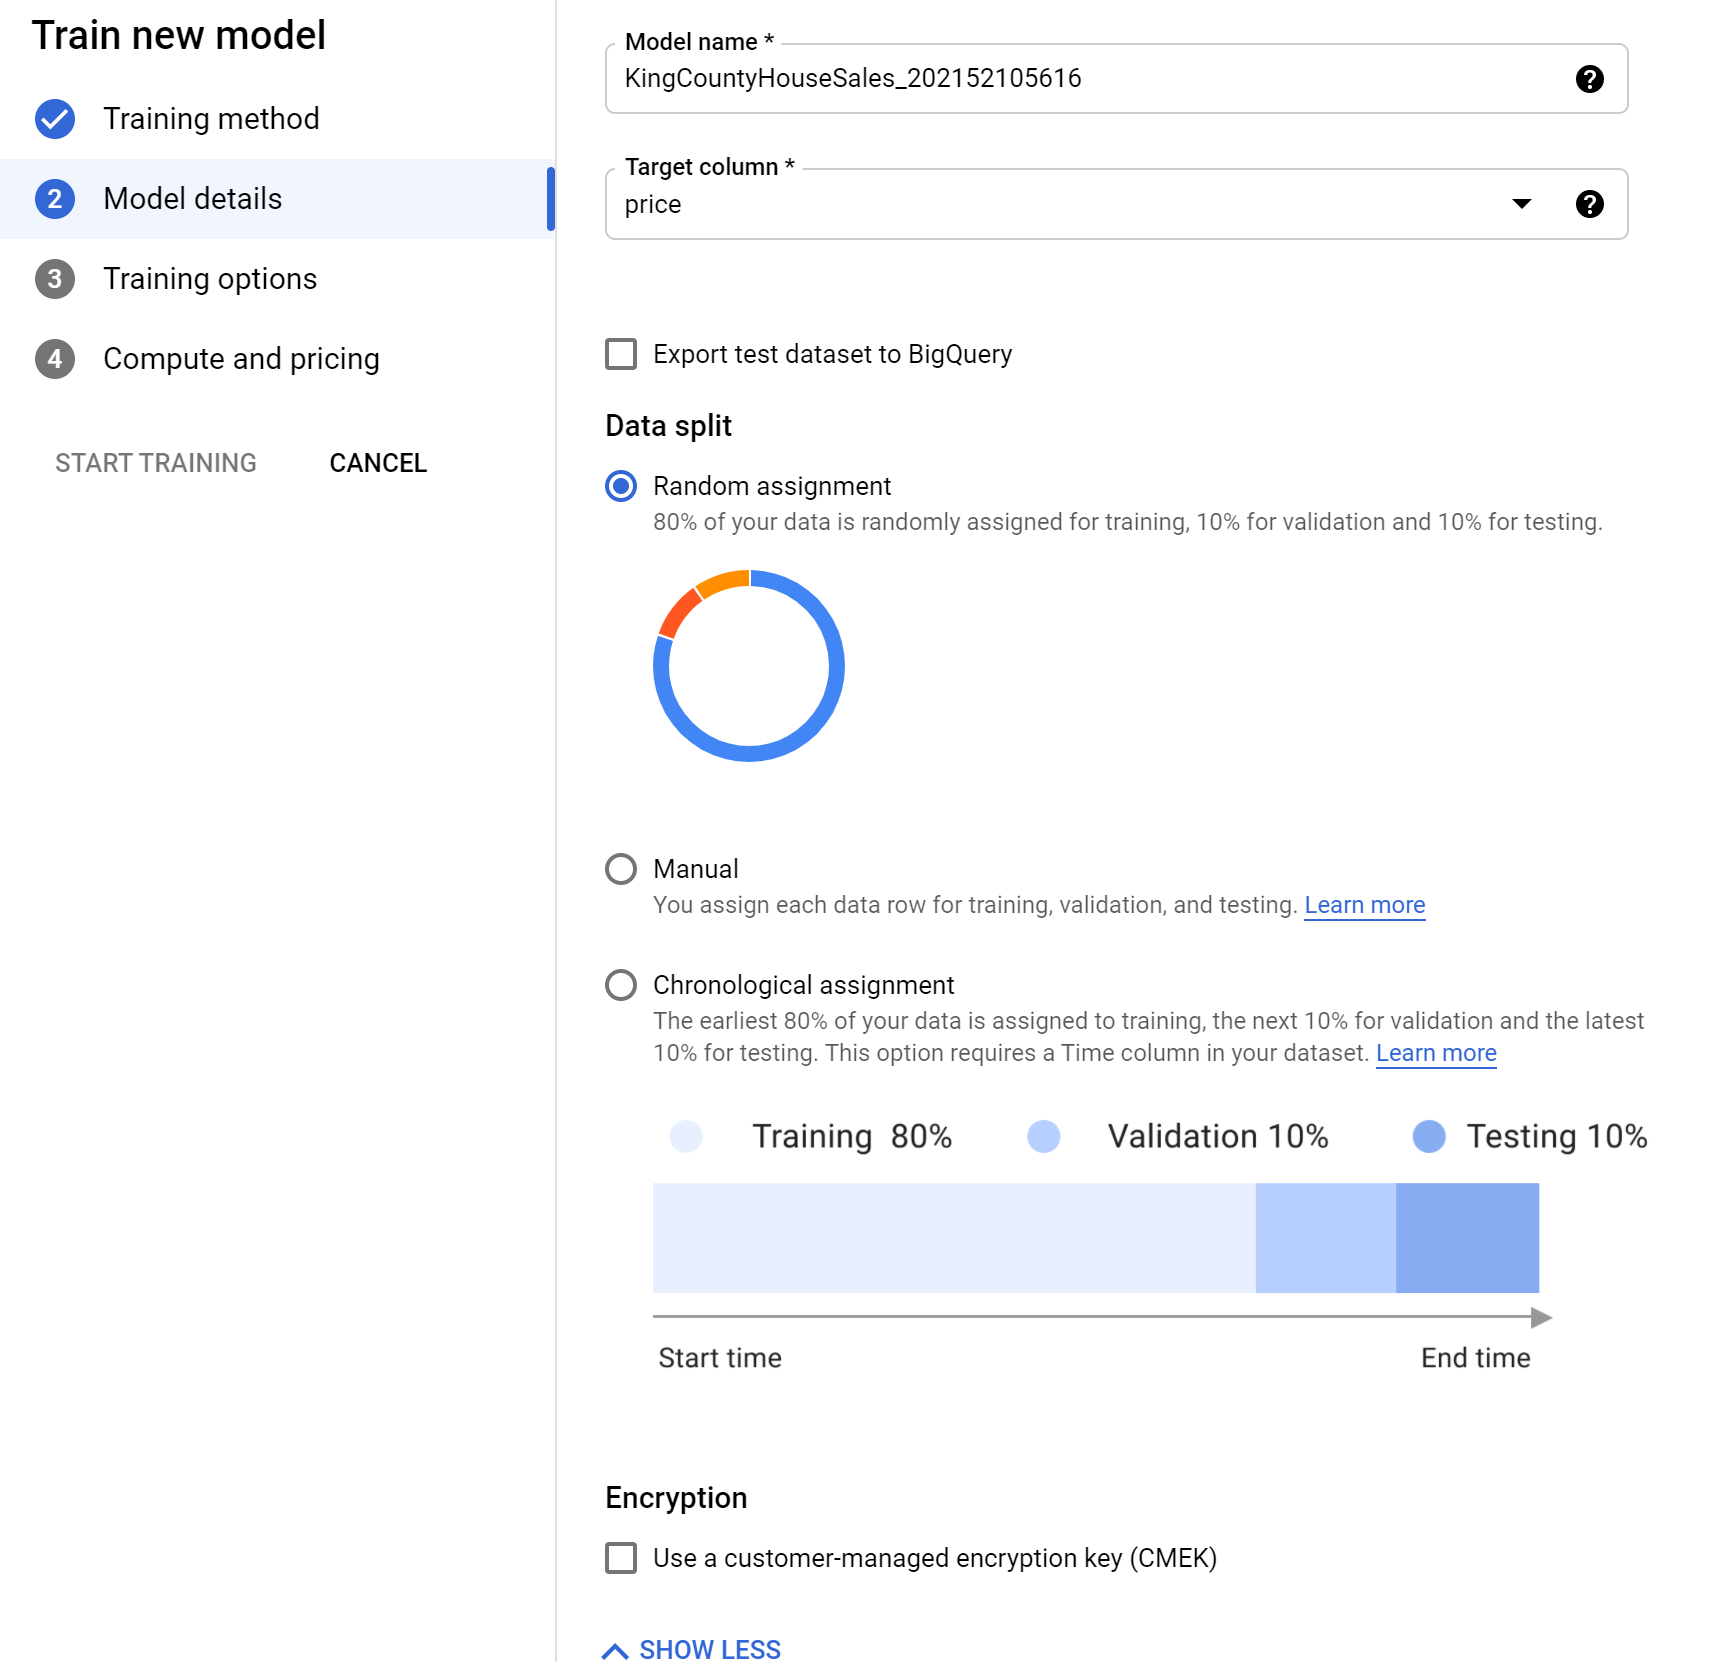 Train new model
Training method
2 Model details
3 Training options
4 Compute and pricing
START TRAINING CANCEL
Model name *
KingCountyHouseSales_202152105616
Target column *
price
Export test dataset to BigQuery
Data split
Random assignment
80% of your data is randomly assigned for training, 10% for validation and 10% for testing.
Manual
You assign each data row for training, validation, and testing. Learn more
Chronological assignment
The earliest 80% of your data is assigned to training, the next 10% for validation and the latest
10% for testing. This option requires a Time column in your dataset. Learn more
Training 80% Validation 10% Testing 10%
Start time End time
Encryption
Use a customer-managed encryption key (CMEK)
SHOW LESS